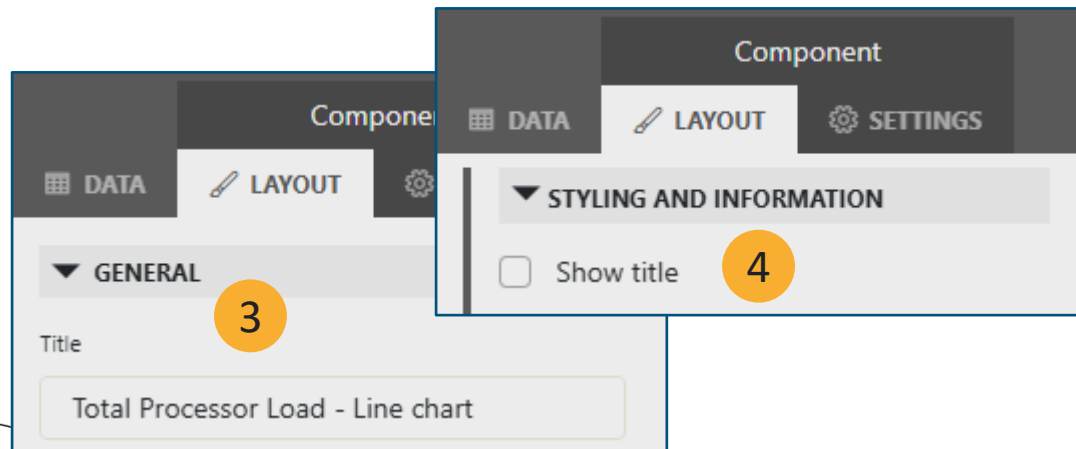 Component
DATA LAYOUT SETTINGS
STYLING AND INFORMATION
Show title 4
DATA LAYOUT
GENERAL
3
Title
Total Processor Load - Line chart